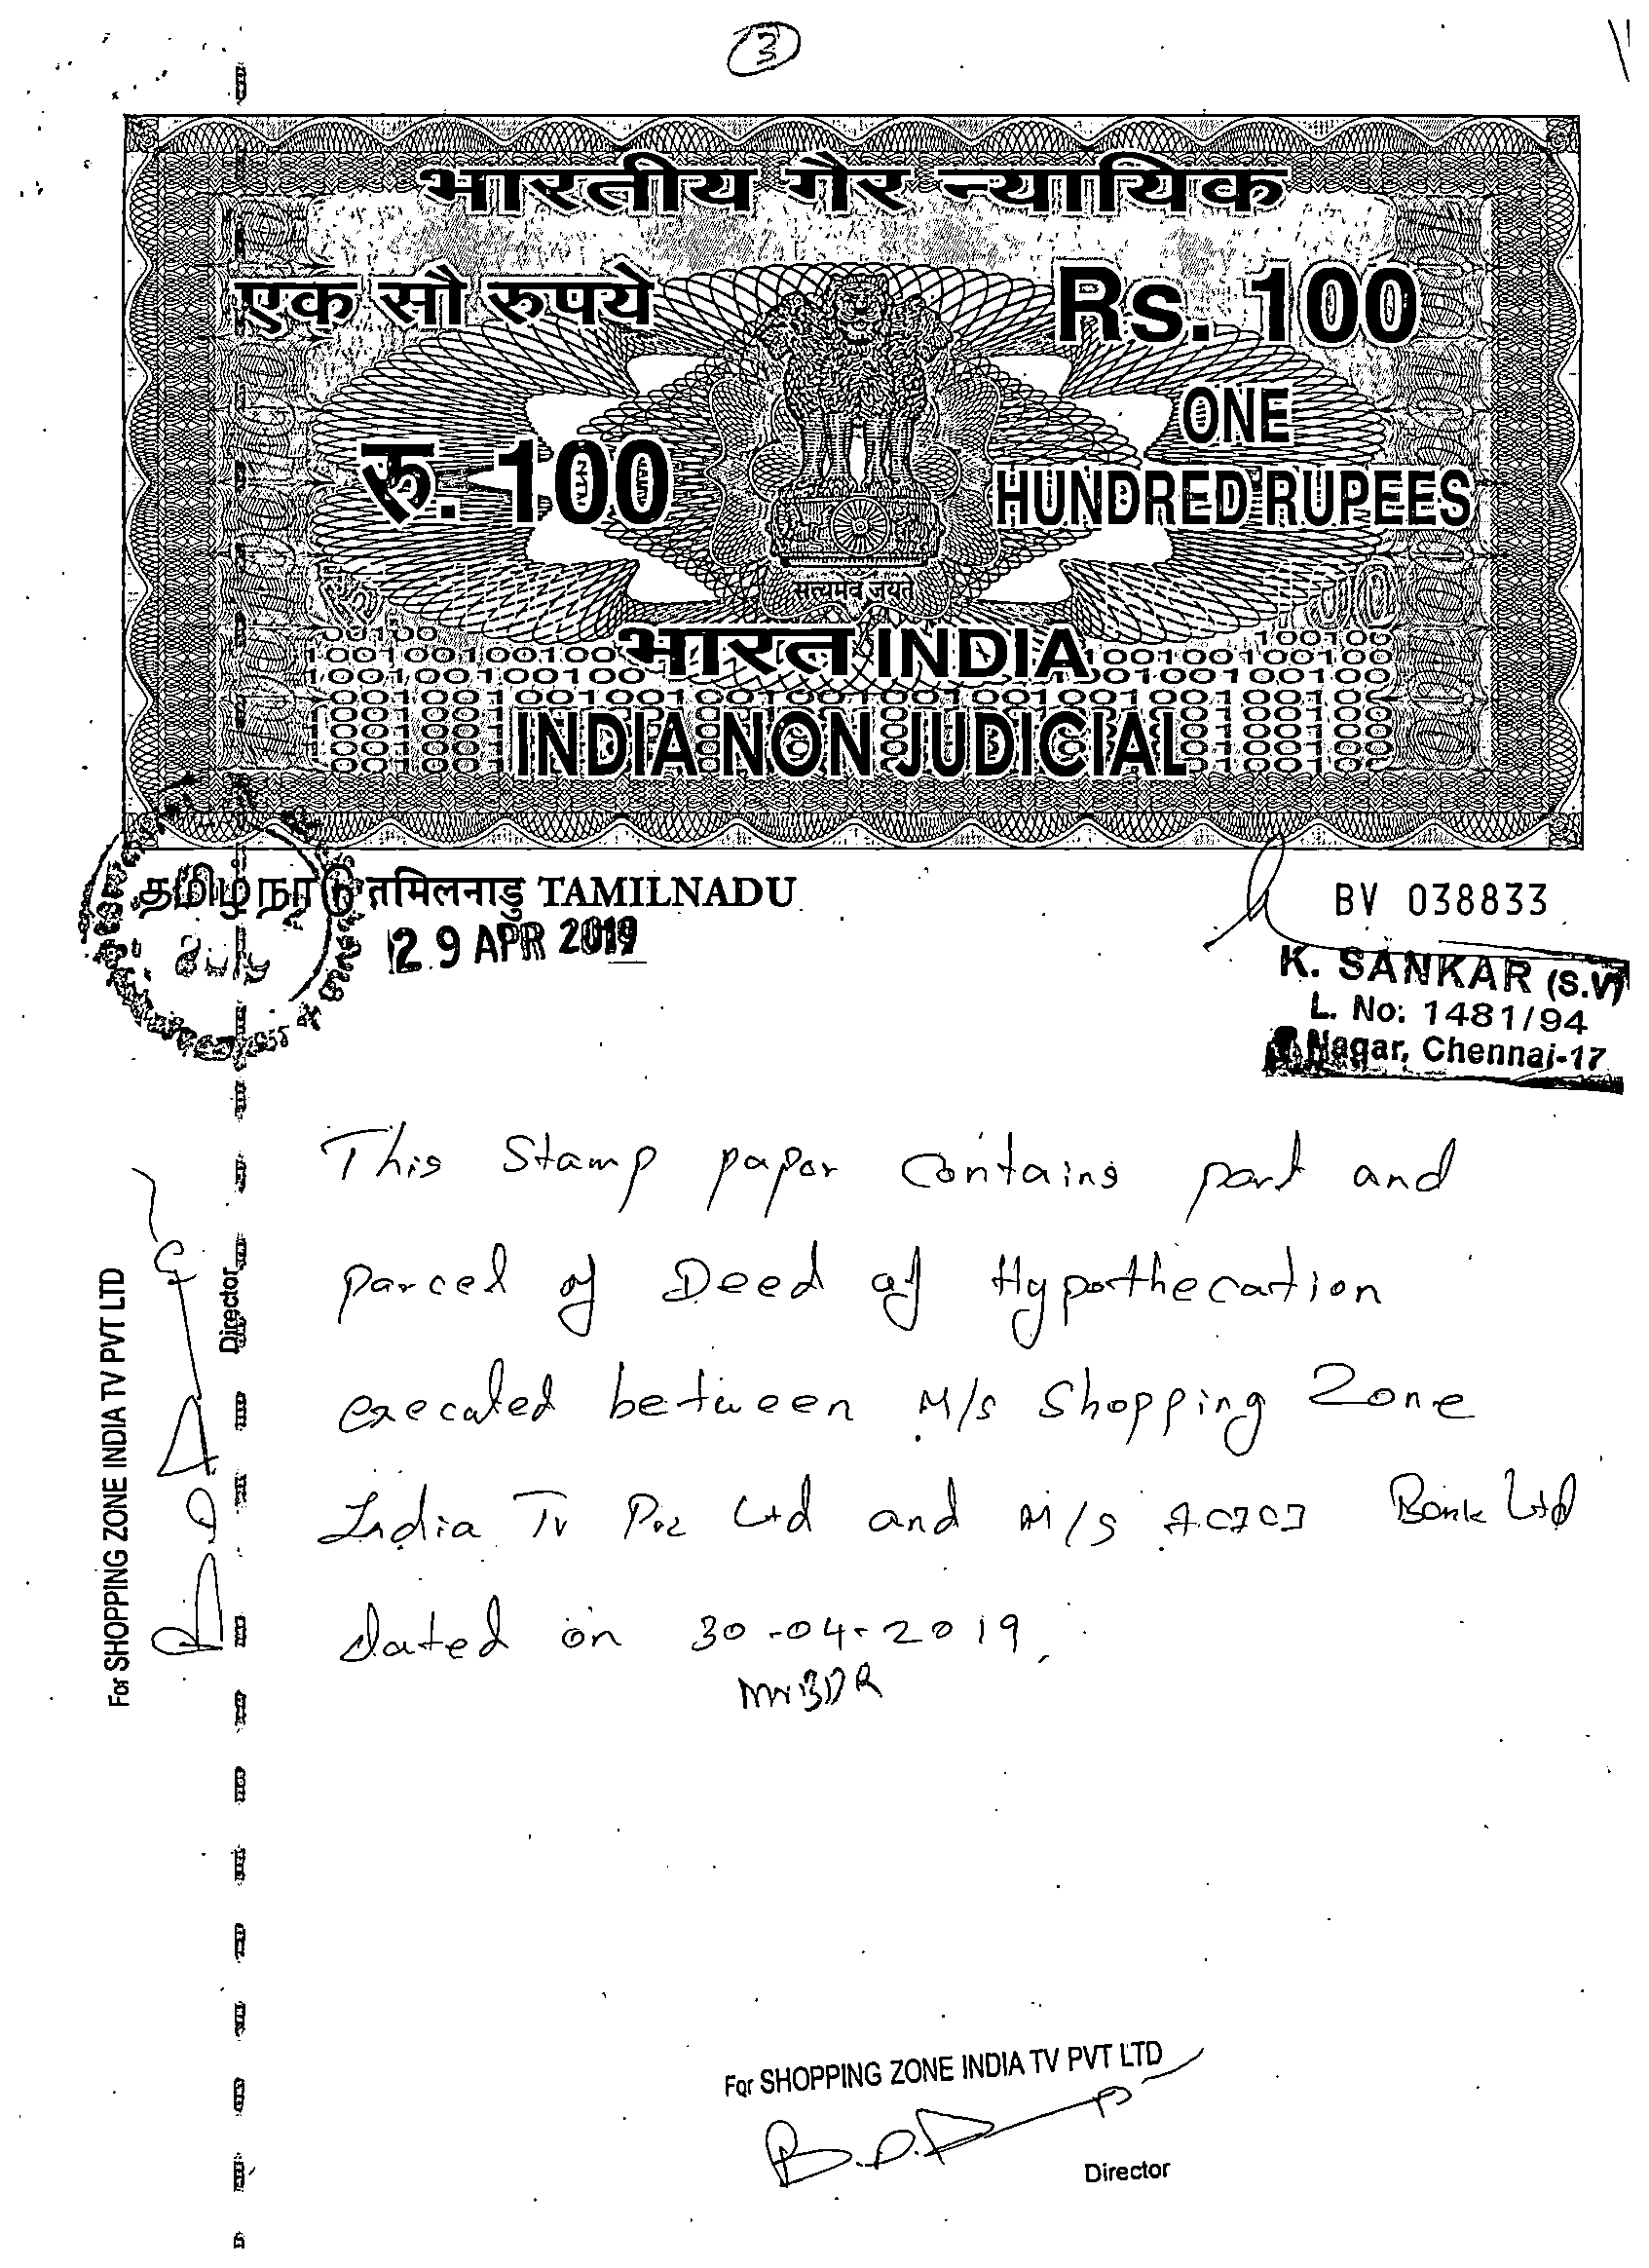 3
भारतीय गैर न्यायिक
एक सौ रुपये
Rs. 100
रु. 100
ONE
HUNDRED RUPEES
सत्यमेव जयते
भारत INDIA
INDIA NON JUDICIAL
தமிழ்நாடு तमिलनाडु TAMILNADU
BV 038833
29 APR 2019
K. SANKAR (S.V)
L. No: 1481/94
Nagar, Chennai-17
This Stamp paper Contains part and
parcel of Deed of Hypothecation
executed between M/s Shopping Zone
India Tv Pvt Ltd and M/s ICICI Bank Ltd
dated on 30-04-2019.
For SHOPPING ZONE INDIA TV PVT LTD
Director
For SHOPPING ZONE INDIA TV PVT LTD
Director